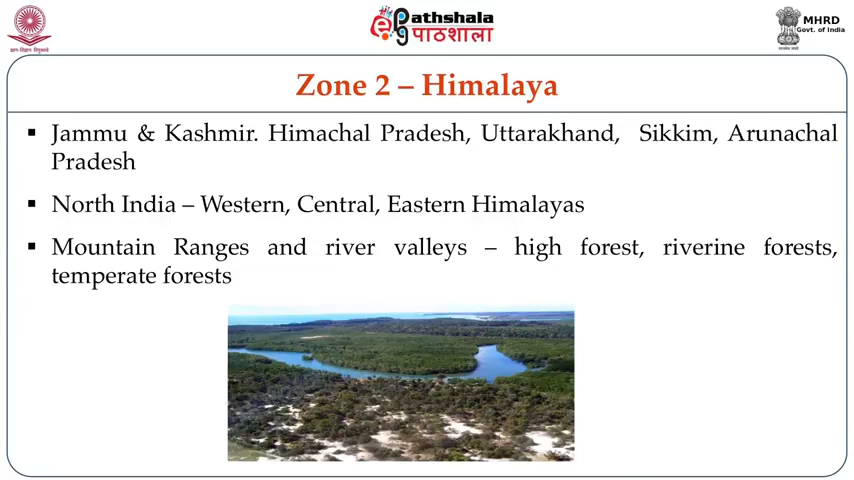 ePathshala
पाठशाला
ज्ञान-विज्ञान विमुक्तये
MHRD
Govt. of India
Zone 2 – Himalaya
▪ Jammu & Kashmir. Himachal Pradesh, Uttarakhand, Sikkim, Arunachal
Pradesh
▪ North India – Western, Central, Eastern Himalayas
▪ Mountain Ranges and river valleys – high forest, riverine forests,
temperate forests